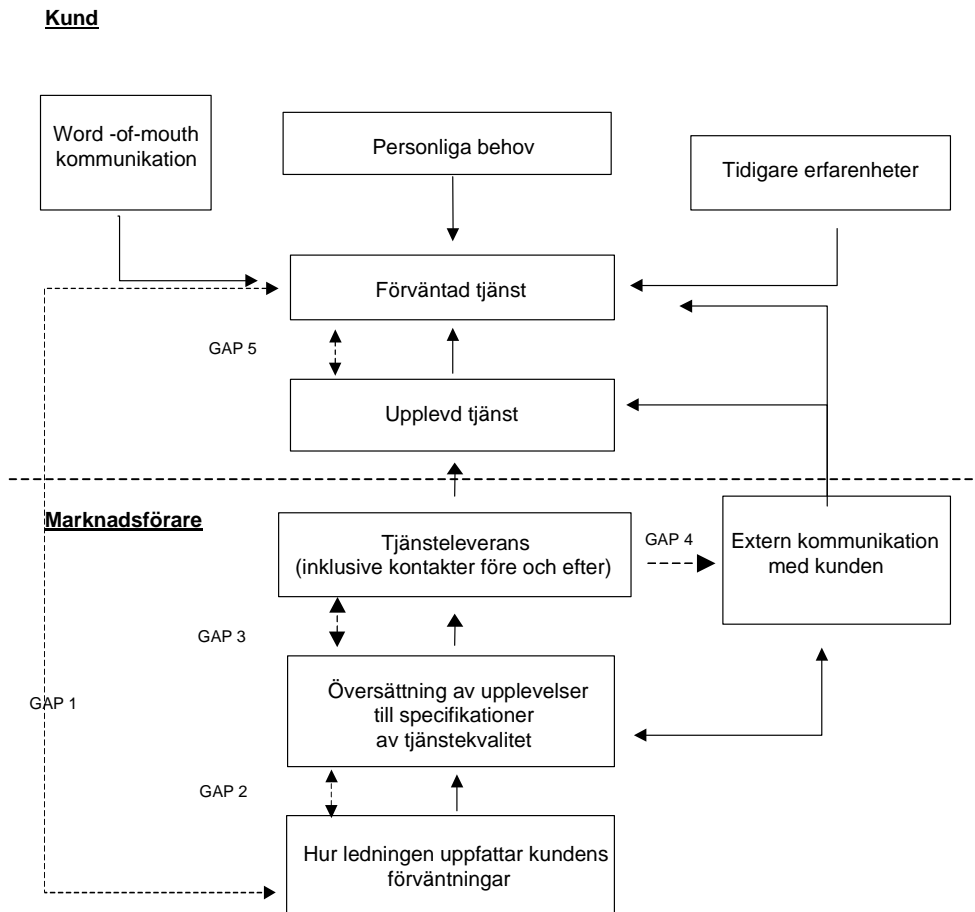 Kund
Word -of-mouth
kommunikation
Personliga behov
Tidigare erfarenheter
Förväntad tjänst
GAP 5
Upplevd tjänst
Marknadsförare
Tjänsteleverans
(inklusive kontakter före och efter)
GAP 4
Extern kommunikation
med kunden
GAP 3
Översättning av upplevelser
till specifikationer
av tjänstekvalitet
GAP 1
GAP 2
Hur ledningen uppfattar kundens
förväntningar